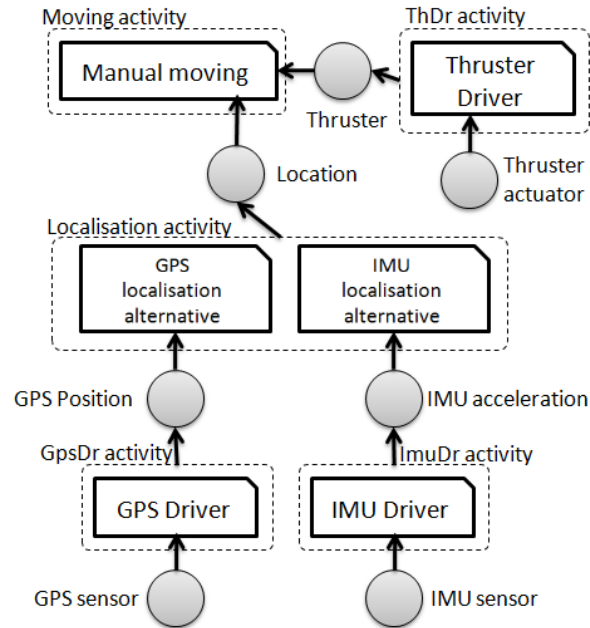 Moving activity
ThDr activity
Manual moving
Thruster
Driver
Thruster
Thruster
actuator
Location
Localisation activity
GPS
localisation
alternative
IMU
localisation
alternative
GPS Position
IMU acceleration
GpsDr activity
ImuDr activity
GPS Driver
IMU Driver
GPS sensor
IMU sensor